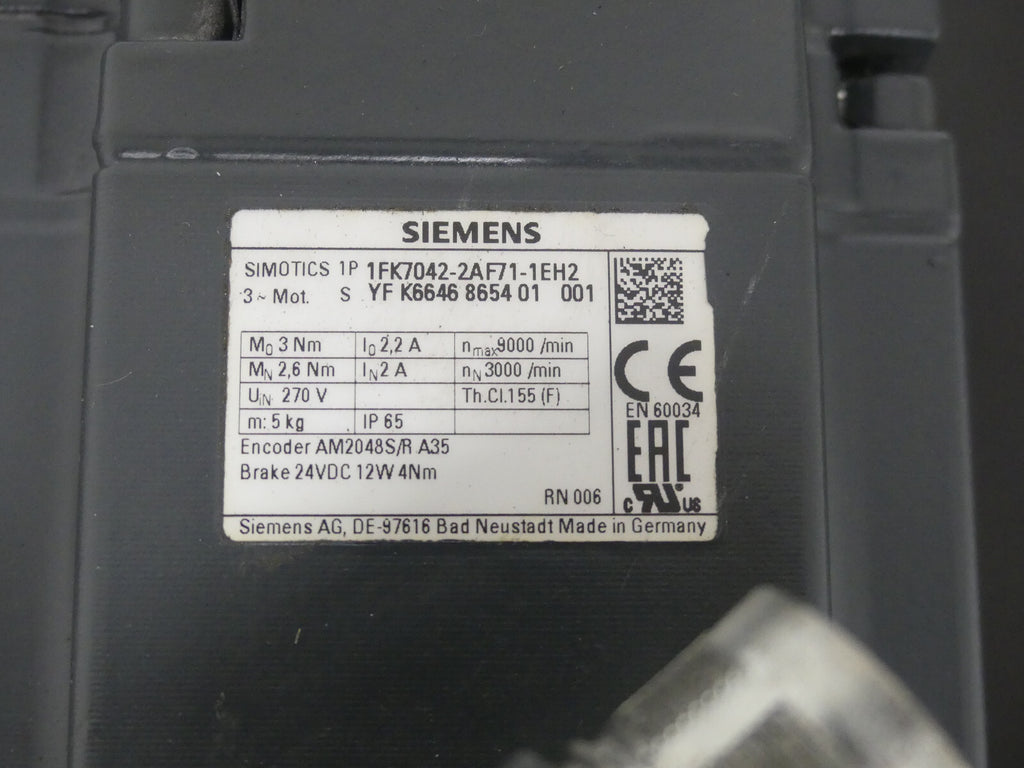 SIEMENS
SIMOTICS 1P 1FK7042-2AF71-1EH2
3 ~ Mot. S YF K6646 8654 01 001
M0 3 Nm I0 2,2 A nmax 9000 /min
MN 2,6 Nm IN 2 A nN 3000 /min
UIN 270 V Th.Cl.155 (F)
m: 5 kg IP 65
CE
EN 60034
Encoder AM2048S/R A35
EAC
Brake 24VDC 12W 4Nm
RN 006
c RU US
Siemens AG, DE-97616 Bad Neustadt Made in Germany